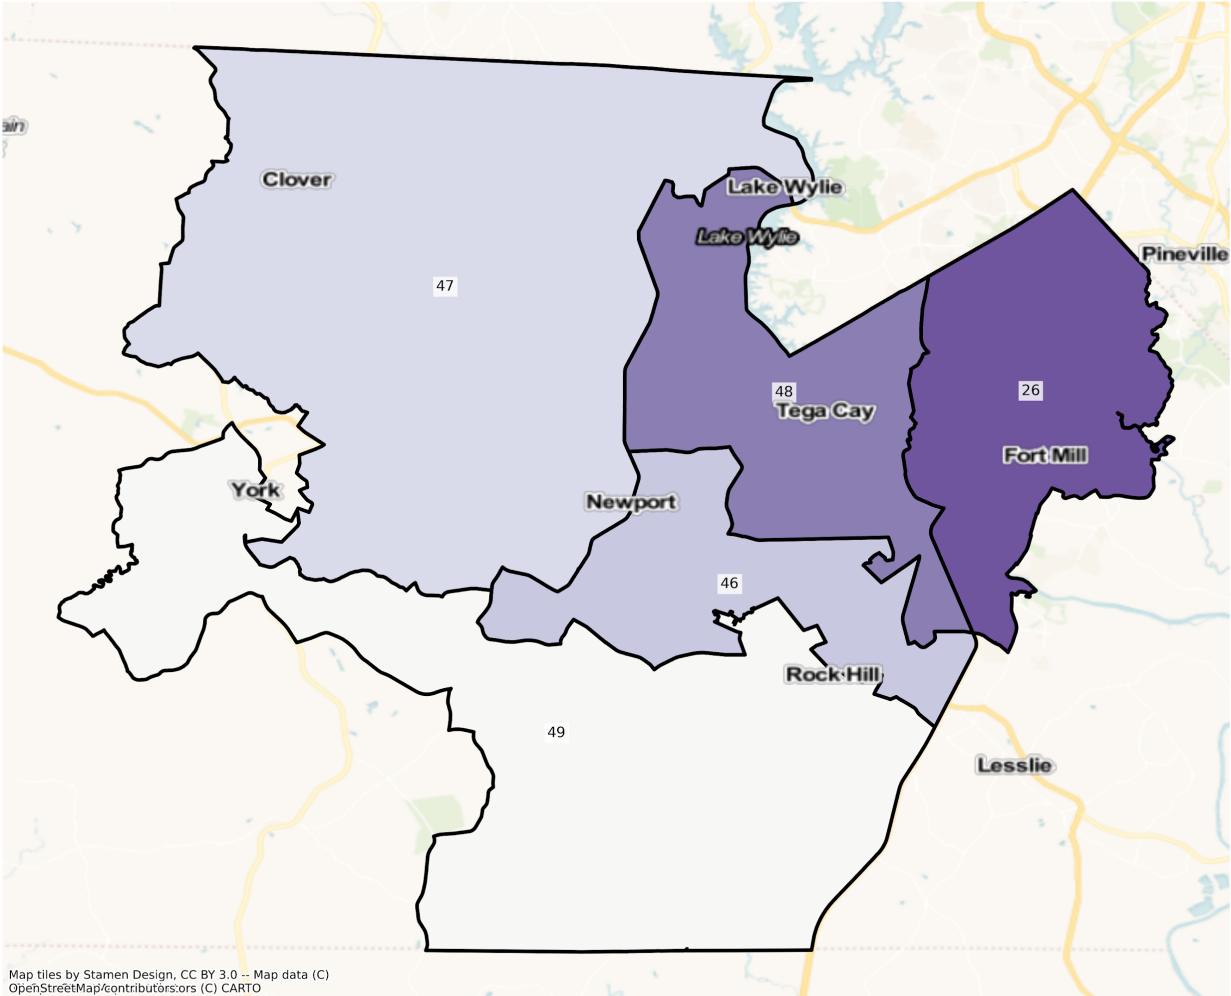 ain
Clover
Lake Wylie
Lake Wylie
Pineville
47
48
Tega Cay
26
Fort Mill
York
Newport
46
Rock Hill
49
Lesslie
Map tiles by Stamen Design, CC BY 3.0 -- Map data (C)
OpenStreetMap contributors
(C) CARTO